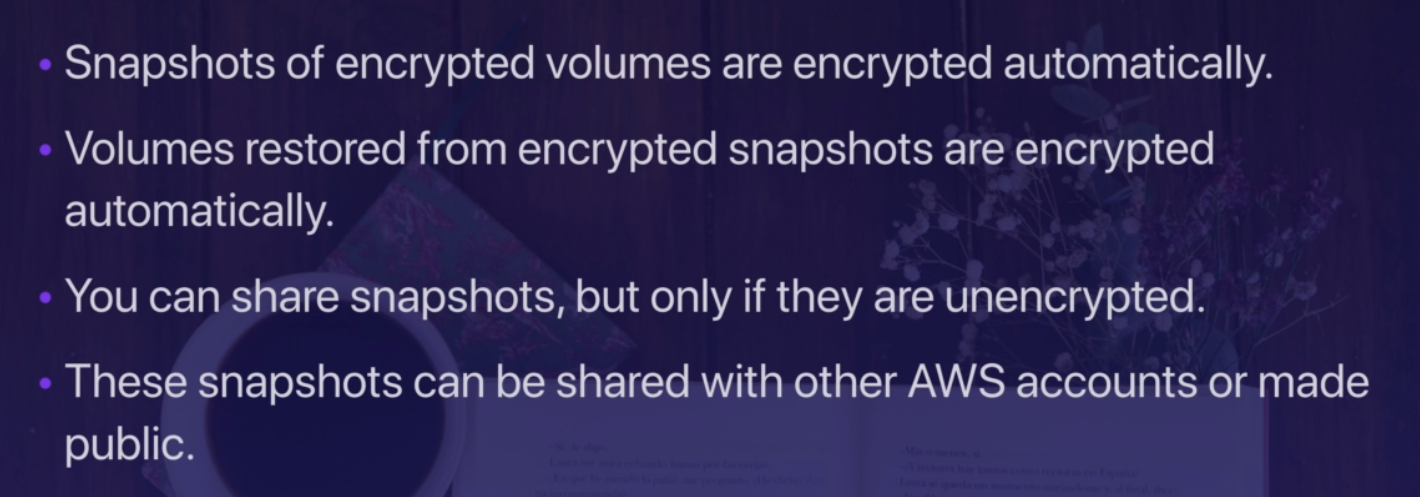 • Snapshots of encrypted volumes are encrypted automatically.
• Volumes restored from encrypted snapshots are encrypted
automatically.
• You can share snapshots, but only if they are unencrypted.
• These snapshots can be shared with other AWS accounts or made
public.